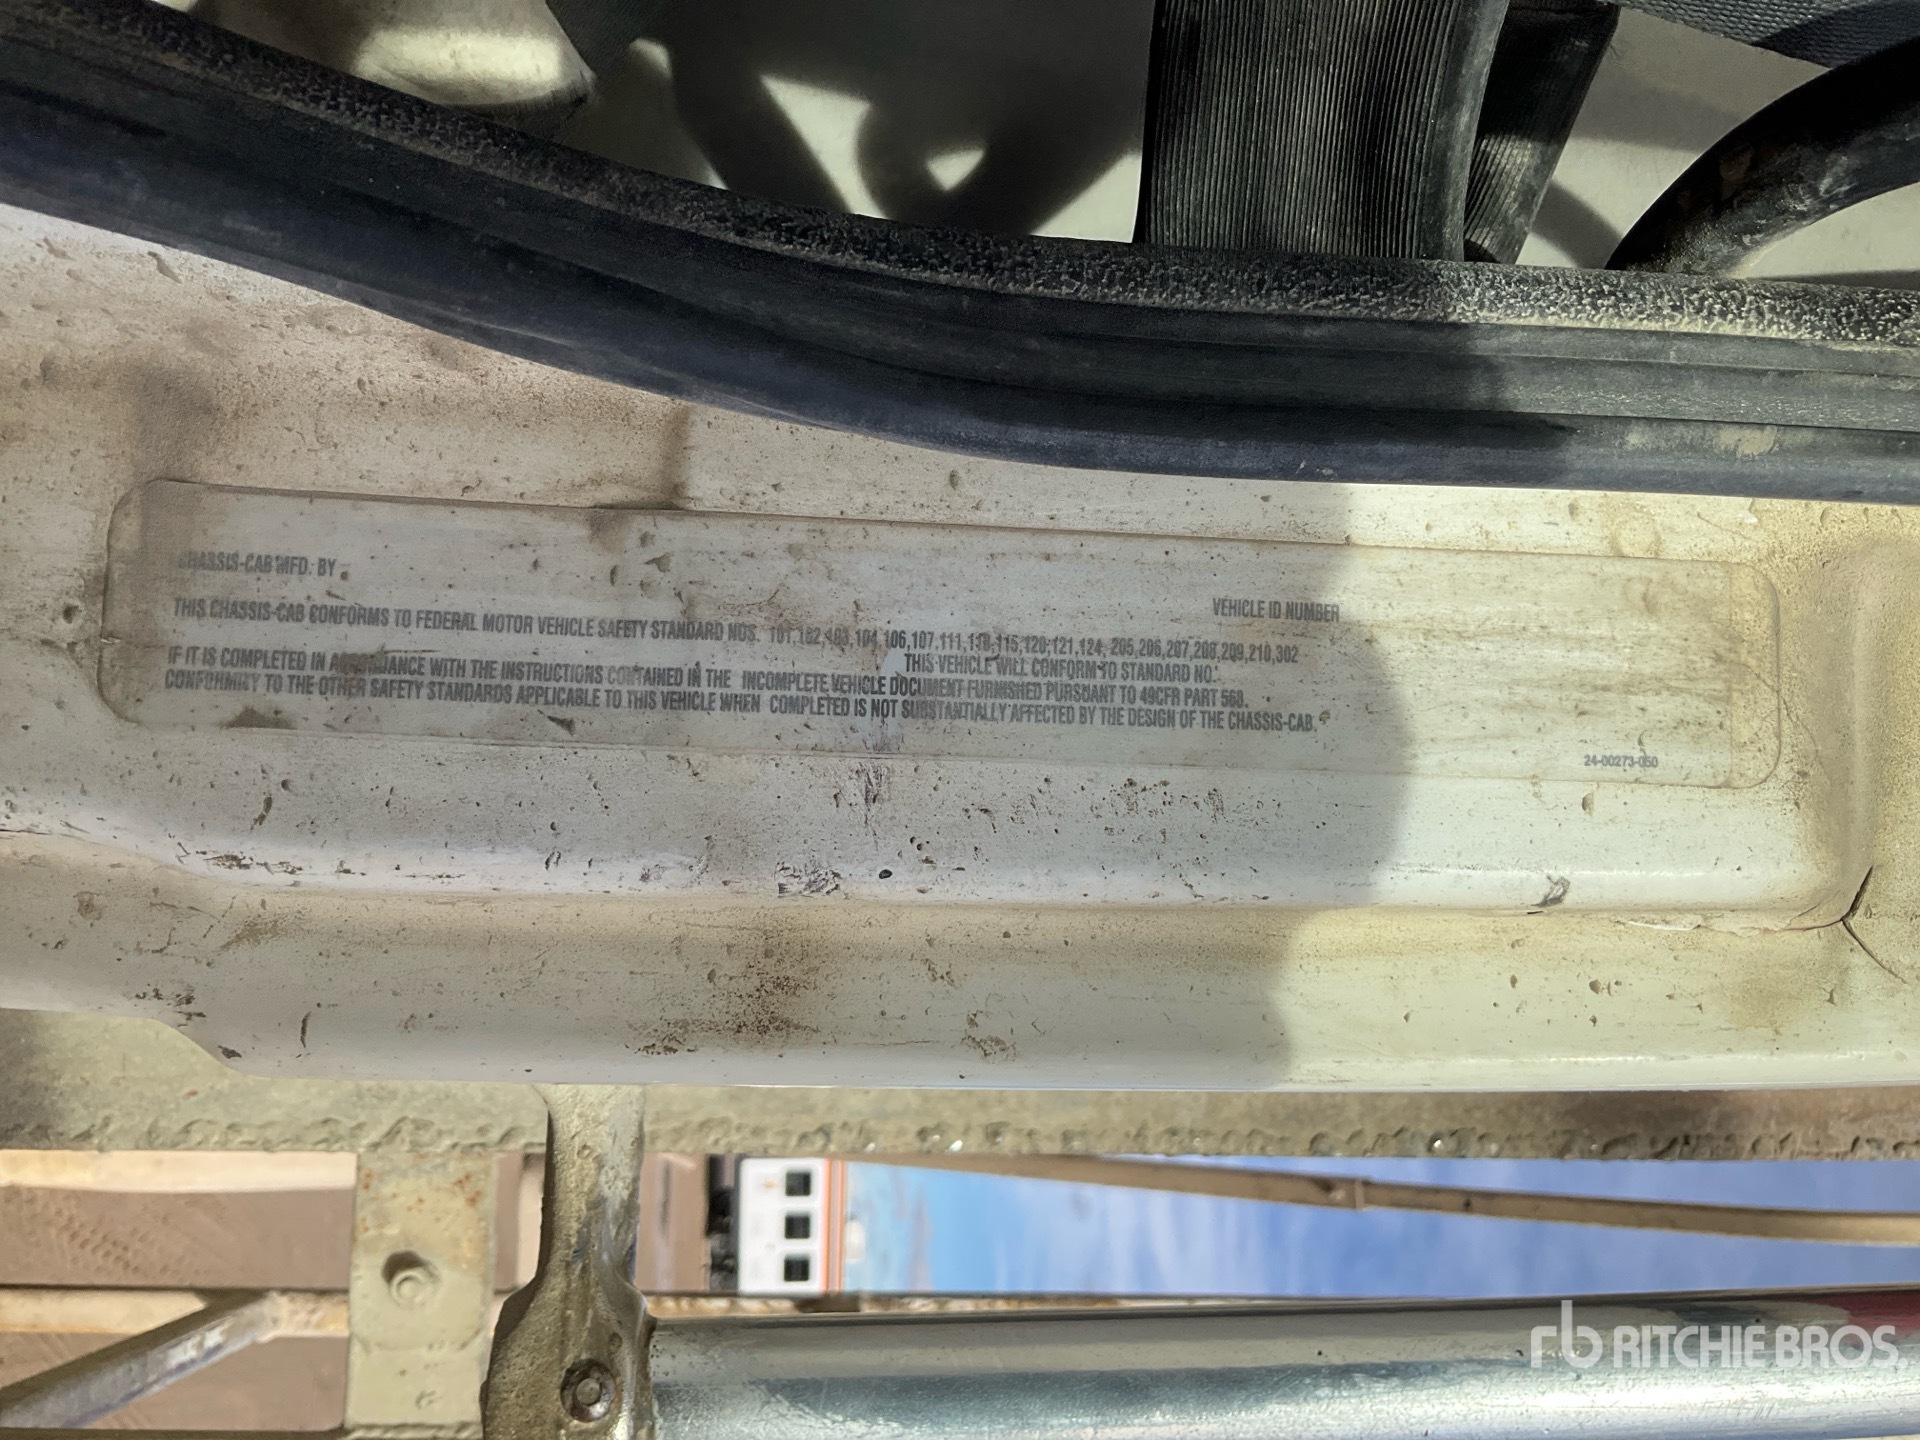 CHASSIS-CAB MFD. BY
VEHICLE ID NUMBER
THIS CHASSIS-CAB CONFORMS TO FEDERAL MOTOR VEHICLE SAFETY STANDARD NOS. 101,102,103,104,106,107,111,113,115,120,121,124, 205,206,207,208,209,210,302
THIS VEHICLE WILL CONFORM TO STANDARD NO.
IF IT IS COMPLETED IN ACCORDANCE WITH THE INSTRUCTIONS CONTAINED IN THE INCOMPLETE VEHICLE DOCUMENT FURNISHED PURSUANT TO 49CFR PART 568.
CONFORMITY TO THE OTHER SAFETY STANDARDS APPLICABLE TO THIS VEHICLE WHEN COMPLETED IS NOT SUBSTANTIALLY AFFECTED BY THE DESIGN OF THE CHASSIS-CAB.
24-00273-050
rb RITCHIE BROS.